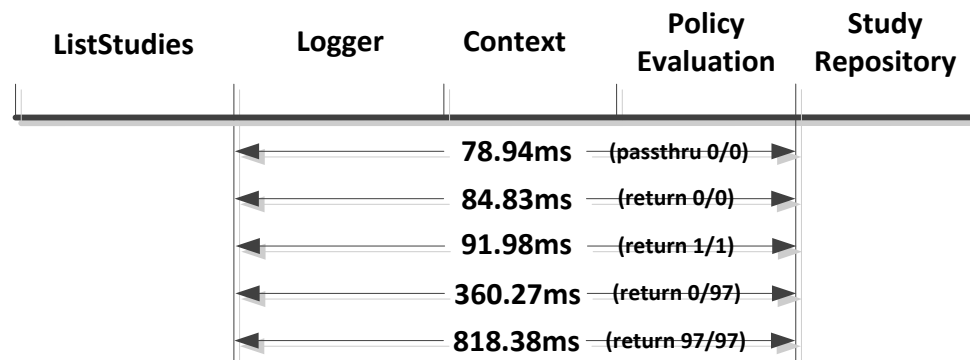 ListStudies Logger Context Policy Evaluation Study Repository
78.94ms (passthru 0/0)
84.83ms (return 0/0)
91.98ms (return 1/1)
360.27ms (return 0/97)
818.38ms (return 97/97)